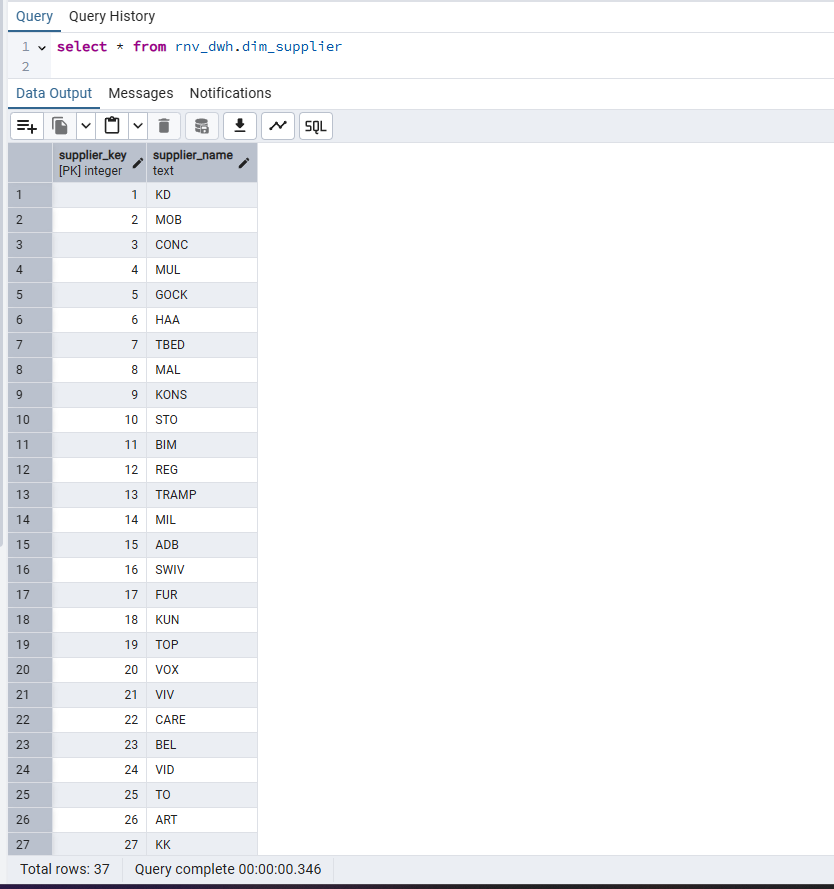 Query Query History
1 select * from rnv_dwh.dim_supplier
2
Data Output Messages Notifications
SQL
supplier_key supplier_name
[PK] integer text
1 1 KD
2 2 MOB
3 3 CONC
4 4 MUL
5 5 GOCK
6 6 HAA
7 7 TBED
8 8 MAL
9 9 KONS
10 10 STO
11 11 BIM
12 12 REG
13 13 TRAMP
14 14 MIL
15 15 ADB
16 16 SWIV
17 17 FUR
18 18 KUN
19 19 TOP
20 20 VOX
21 21 VIV
22 22 CARE
23 23 BEL
24 24 VID
25 25 TO
26 26 ART
27 27 KK
Total rows: 37 Query complete 00:00:00.346